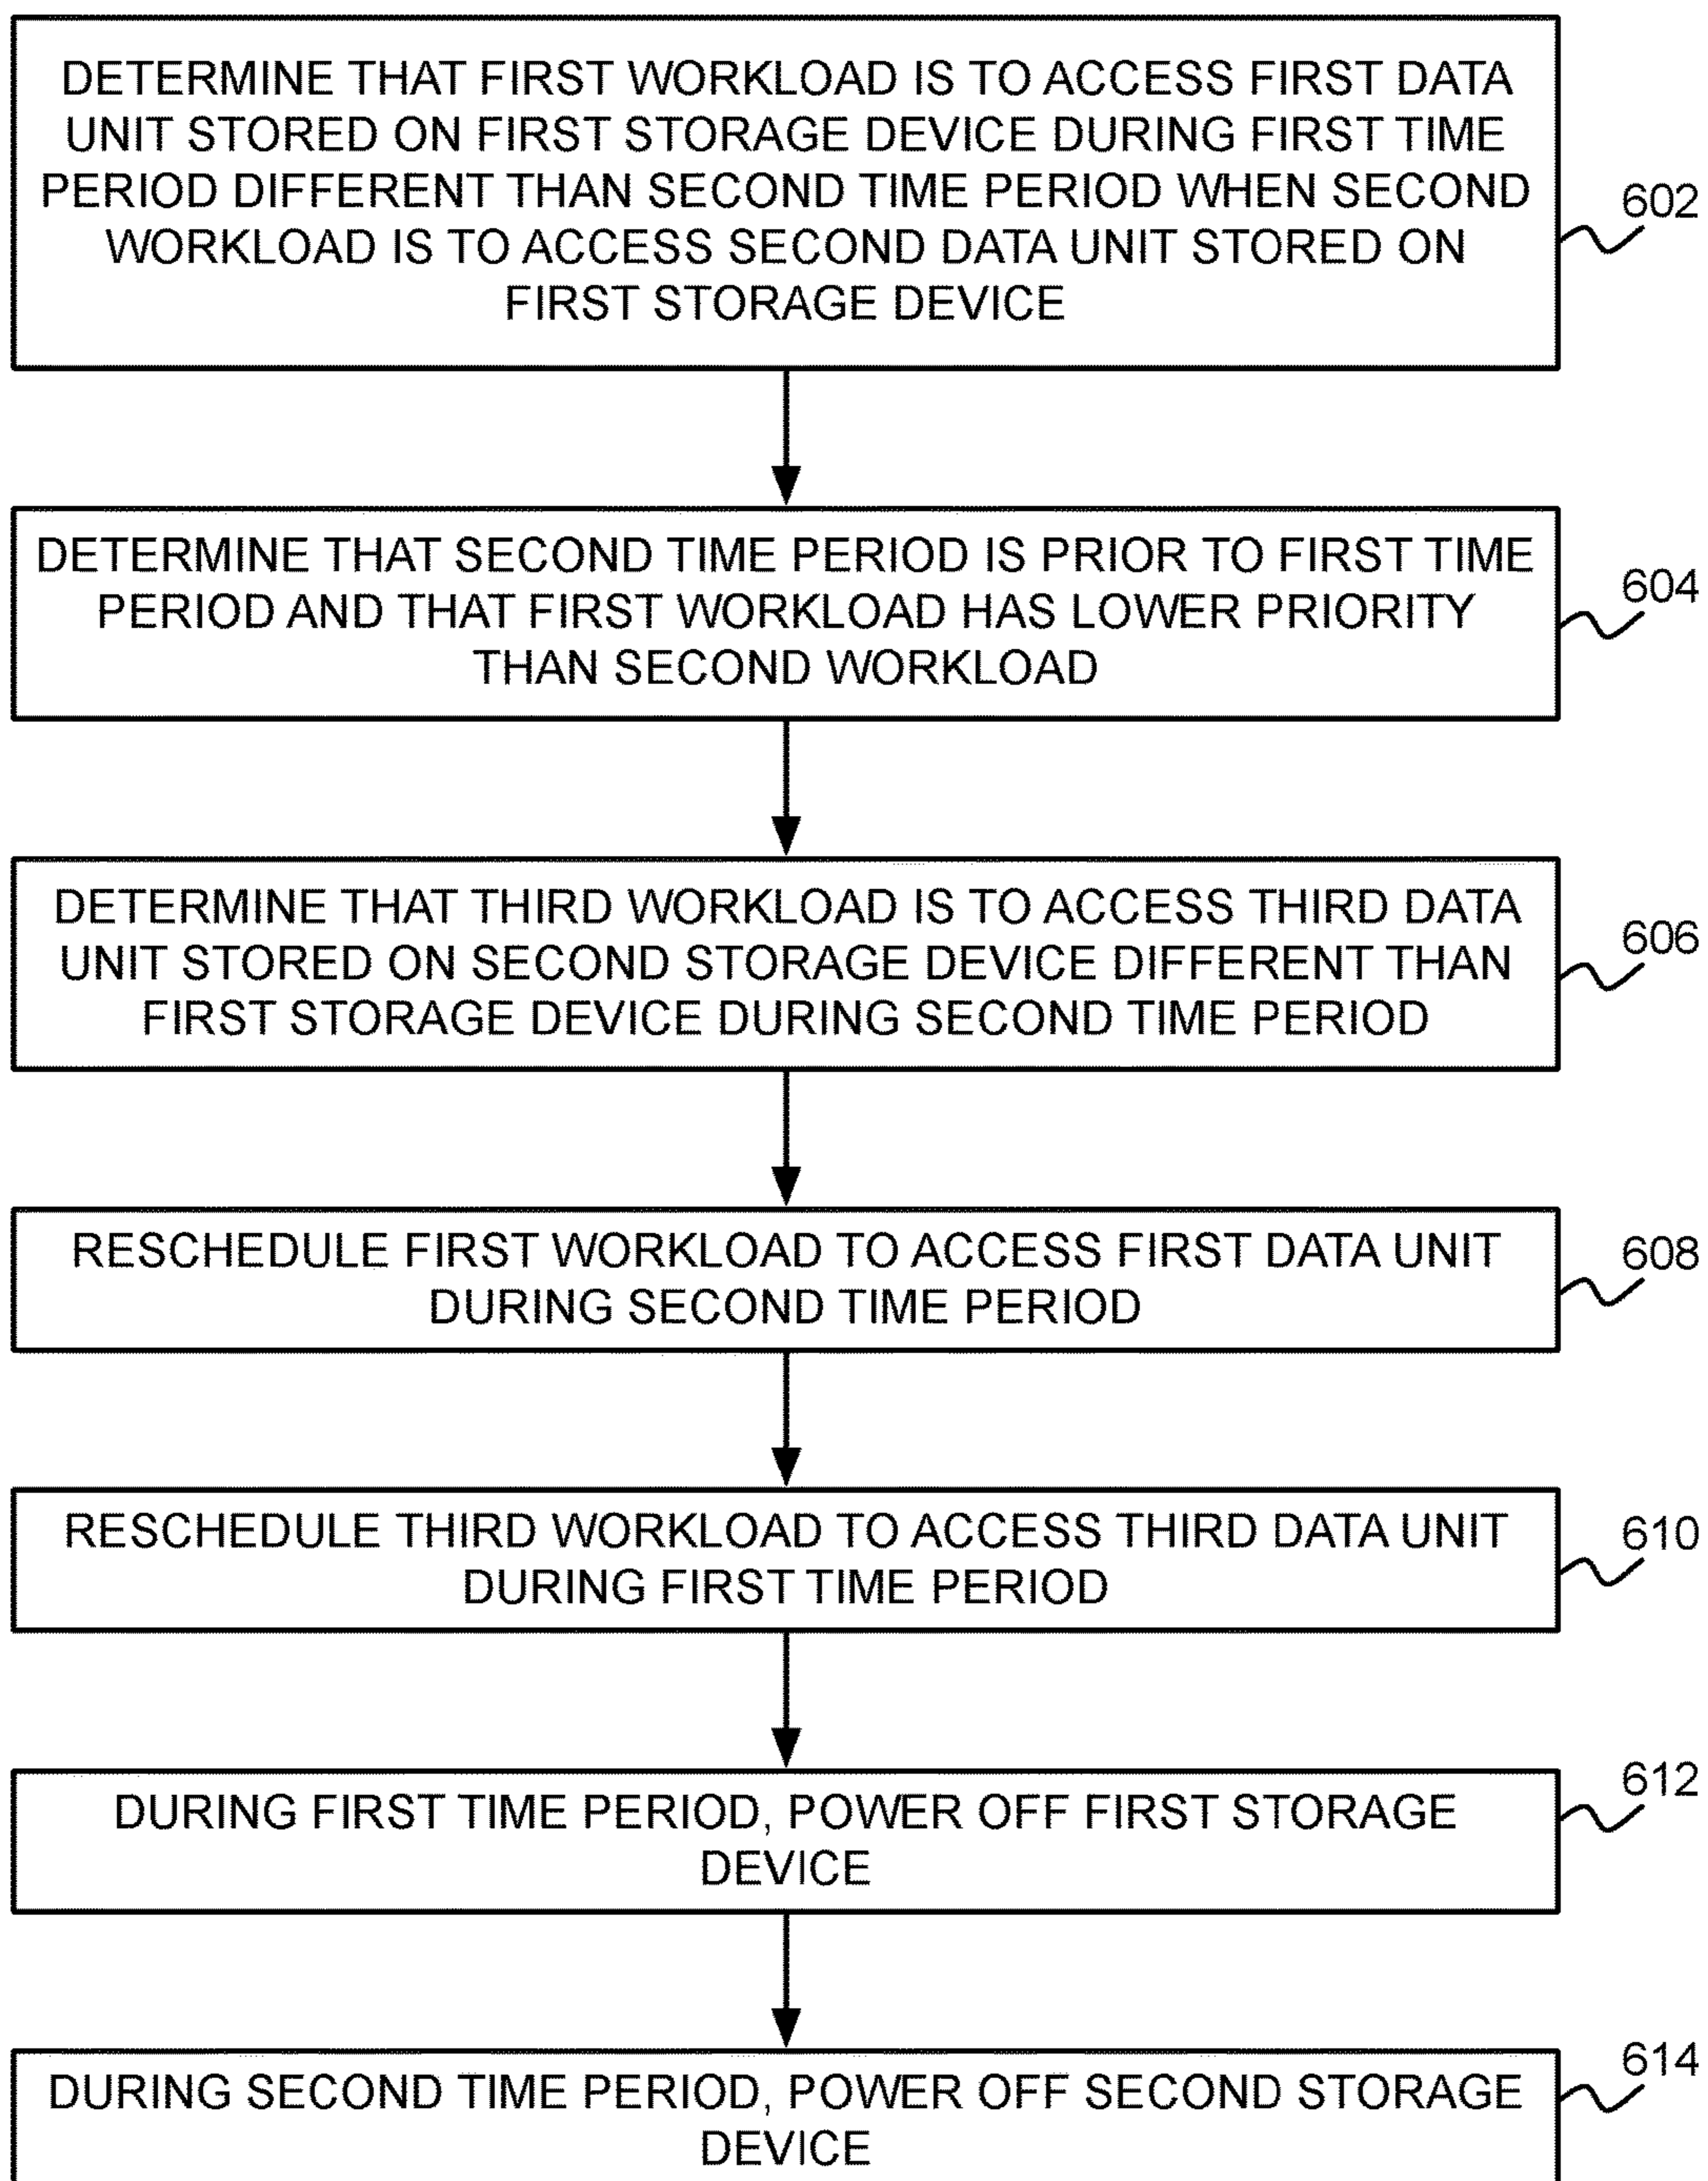 DETERMINE THAT FIRST WORKLOAD IS TO ACCESS FIRST DATA
UNIT STORED ON FIRST STORAGE DEVICE DURING FIRST TIME
PERIOD DIFFERENT THAN SECOND TIME PERIOD WHEN SECOND
WORKLOAD IS TO ACCESS SECOND DATA UNIT STORED ON
FIRST STORAGE DEVICE
602
DETERMINE THAT SECOND TIME PERIOD IS PRIOR TO FIRST TIME
PERIOD AND THAT FIRST WORKLOAD HAS LOWER PRIORITY
THAN SECOND WORKLOAD
604
DETERMINE THAT THIRD WORKLOAD IS TO ACCESS THIRD DATA
UNIT STORED ON SECOND STORAGE DEVICE DIFFERENT THAN
FIRST STORAGE DEVICE DURING SECOND TIME PERIOD
606
RESCHEDULE FIRST WORKLOAD TO ACCESS FIRST DATA UNIT
DURING SECOND TIME PERIOD
608
RESCHEDULE THIRD WORKLOAD TO ACCESS THIRD DATA UNIT
DURING FIRST TIME PERIOD
610
DURING FIRST TIME PERIOD, POWER OFF FIRST STORAGE
DEVICE
612
DURING SECOND TIME PERIOD, POWER OFF SECOND STORAGE
DEVICE
614